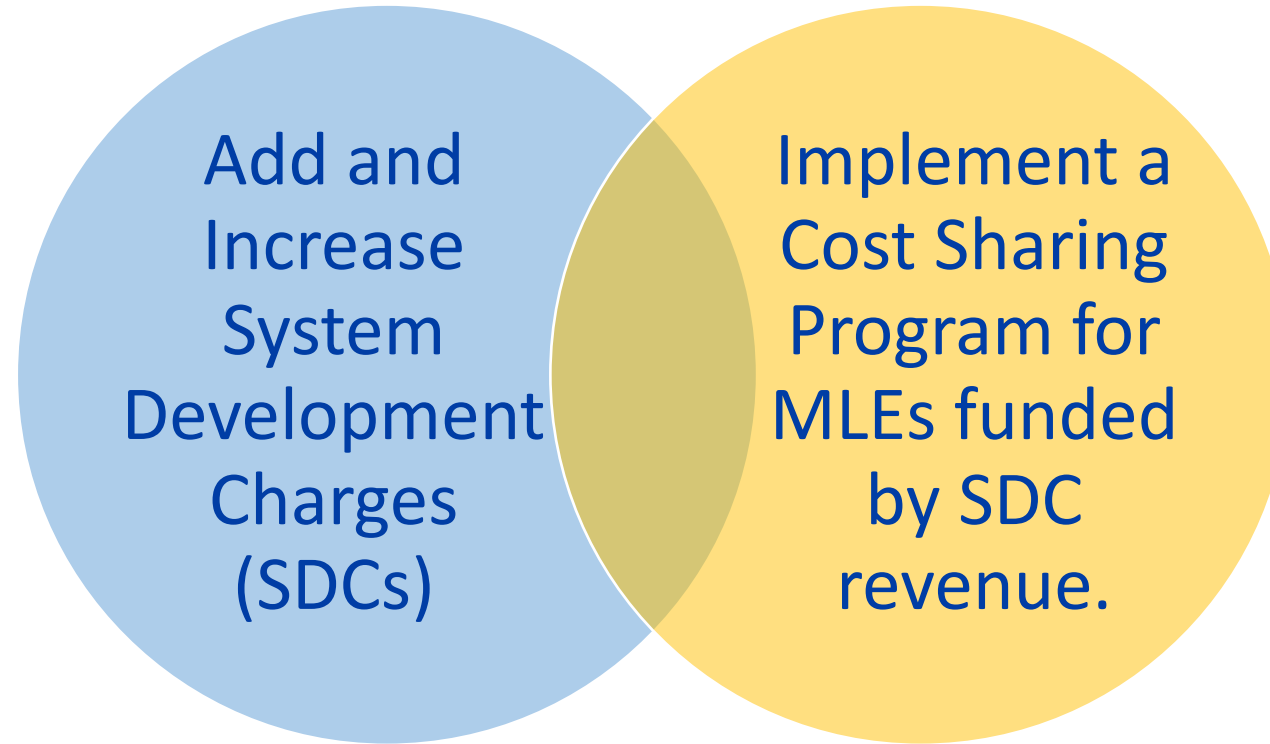 Add and
Increase
System
Development
Charges
(SDCs)
Implement a
Cost Sharing
Program for
MLEs funded
by SDC
revenue.